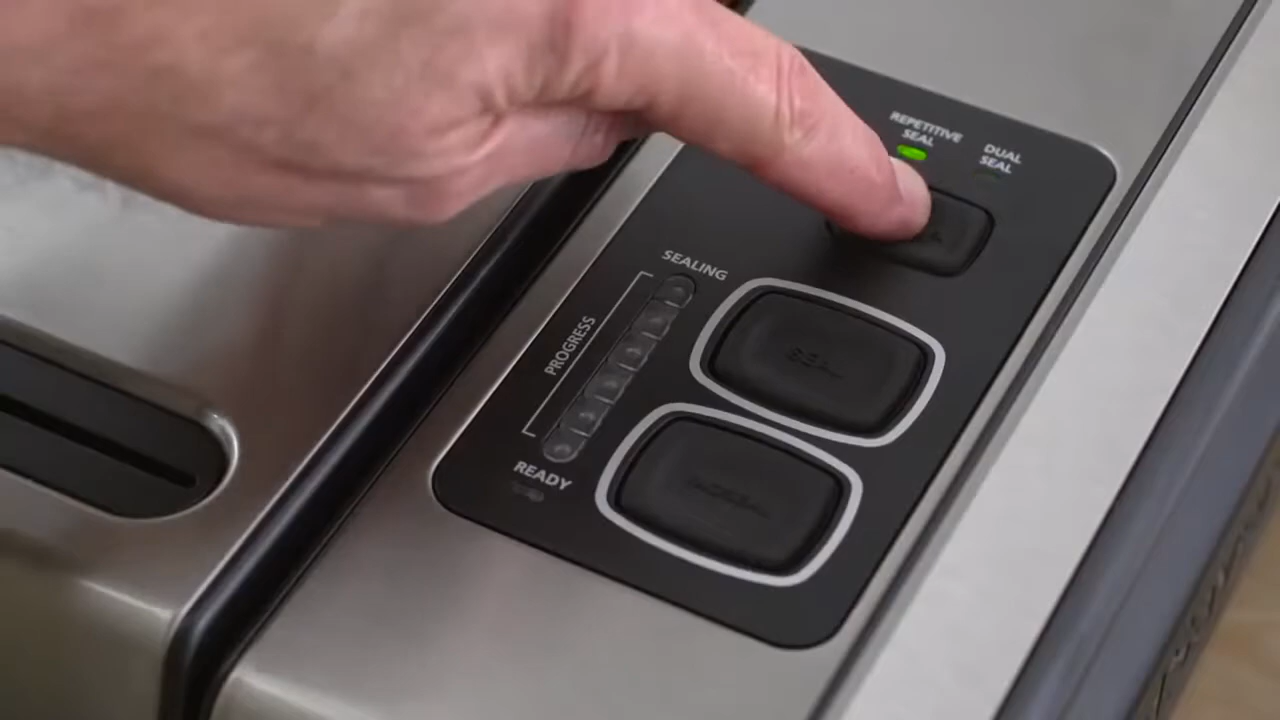 REPETITIVE
SEAL
DUAL
SEAL
SEALING
PROGRESS
READY